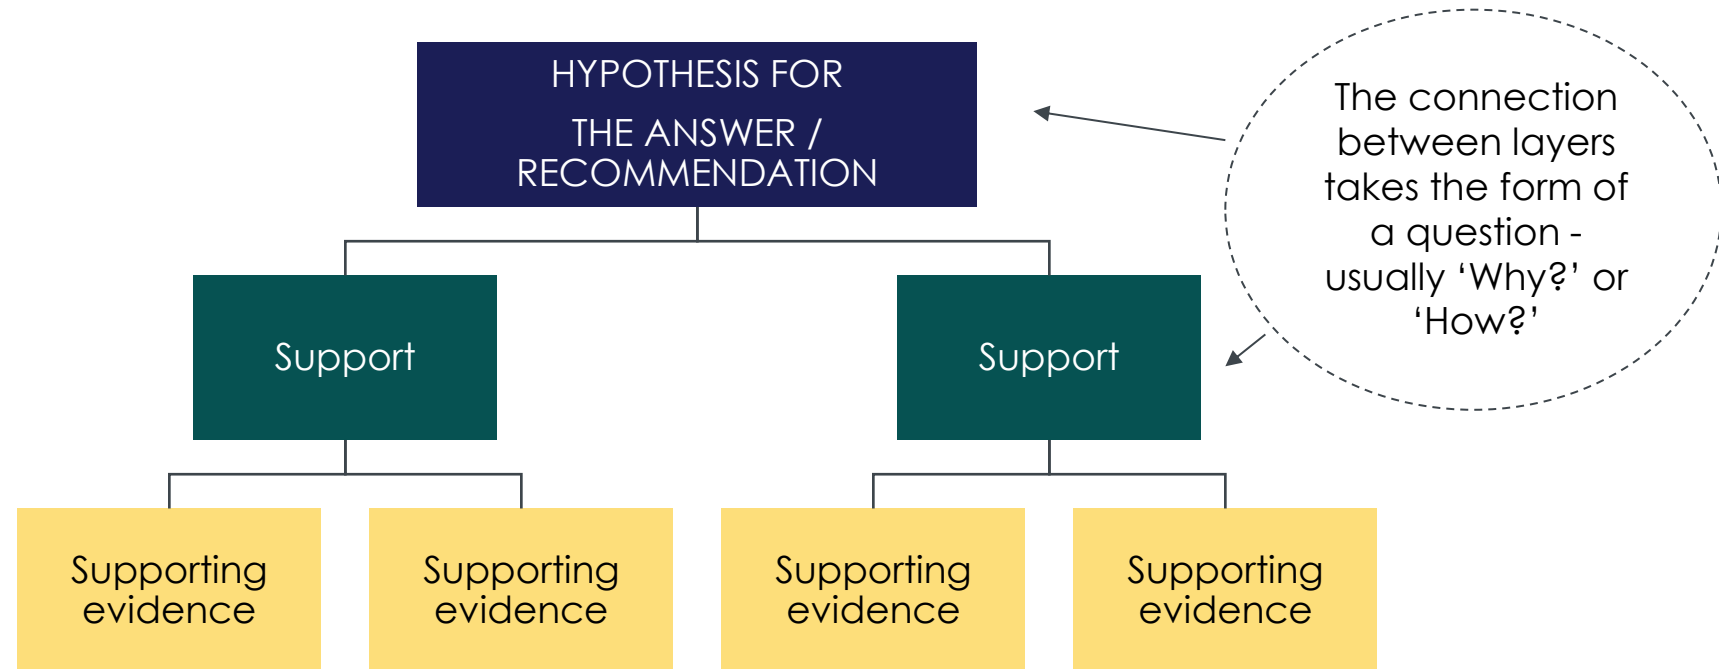 HYPOTHESIS FOR
THE ANSWER /
RECOMMENDATION
The connection
between layers
takes the form of
a question -
usually ‘Why?’ or
‘How?’
Support
Support
Supporting
evidence
Supporting
evidence
Supporting
evidence
Supporting
evidence